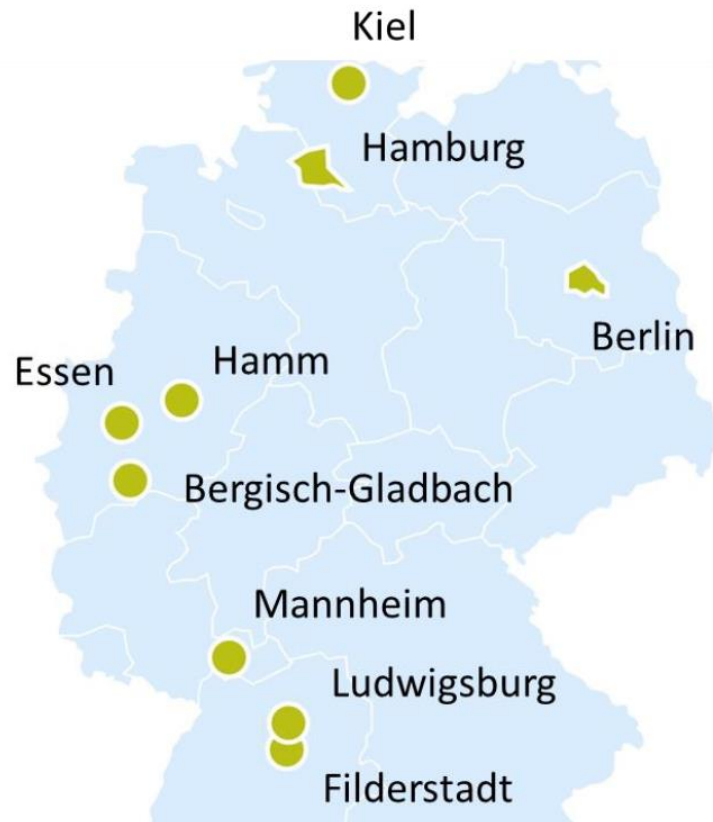 Kiel
Hamburg
Berlin
Hamm
Essen
Bergisch-Gladbach
Mannheim
Ludwigsburg
Filderstadt